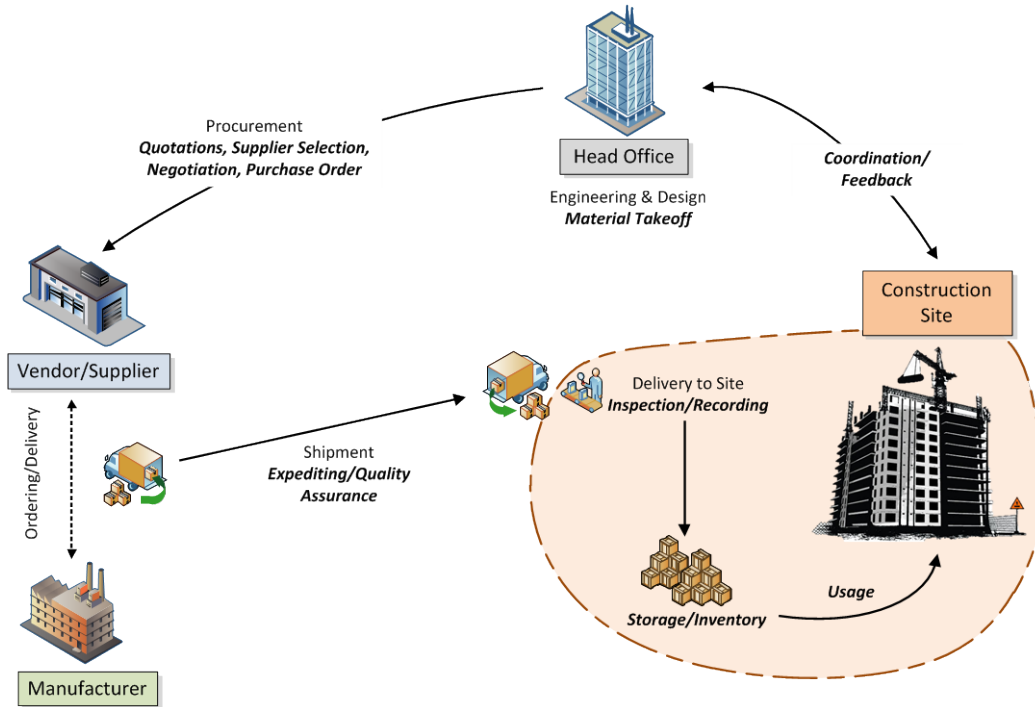 Head Office
Engineering & Design
Material Takeoff
Procurement
Quotations, Supplier Selection,
Negotiation, Purchase Order
Coordination/
Feedback
Vendor/Supplier
Construction
Site
Ordering/Delivery
Shipment
Expediting/Quality
Assurance
Delivery to Site
Inspection/Recording
Storage/Inventory
Usage
Manufacturer